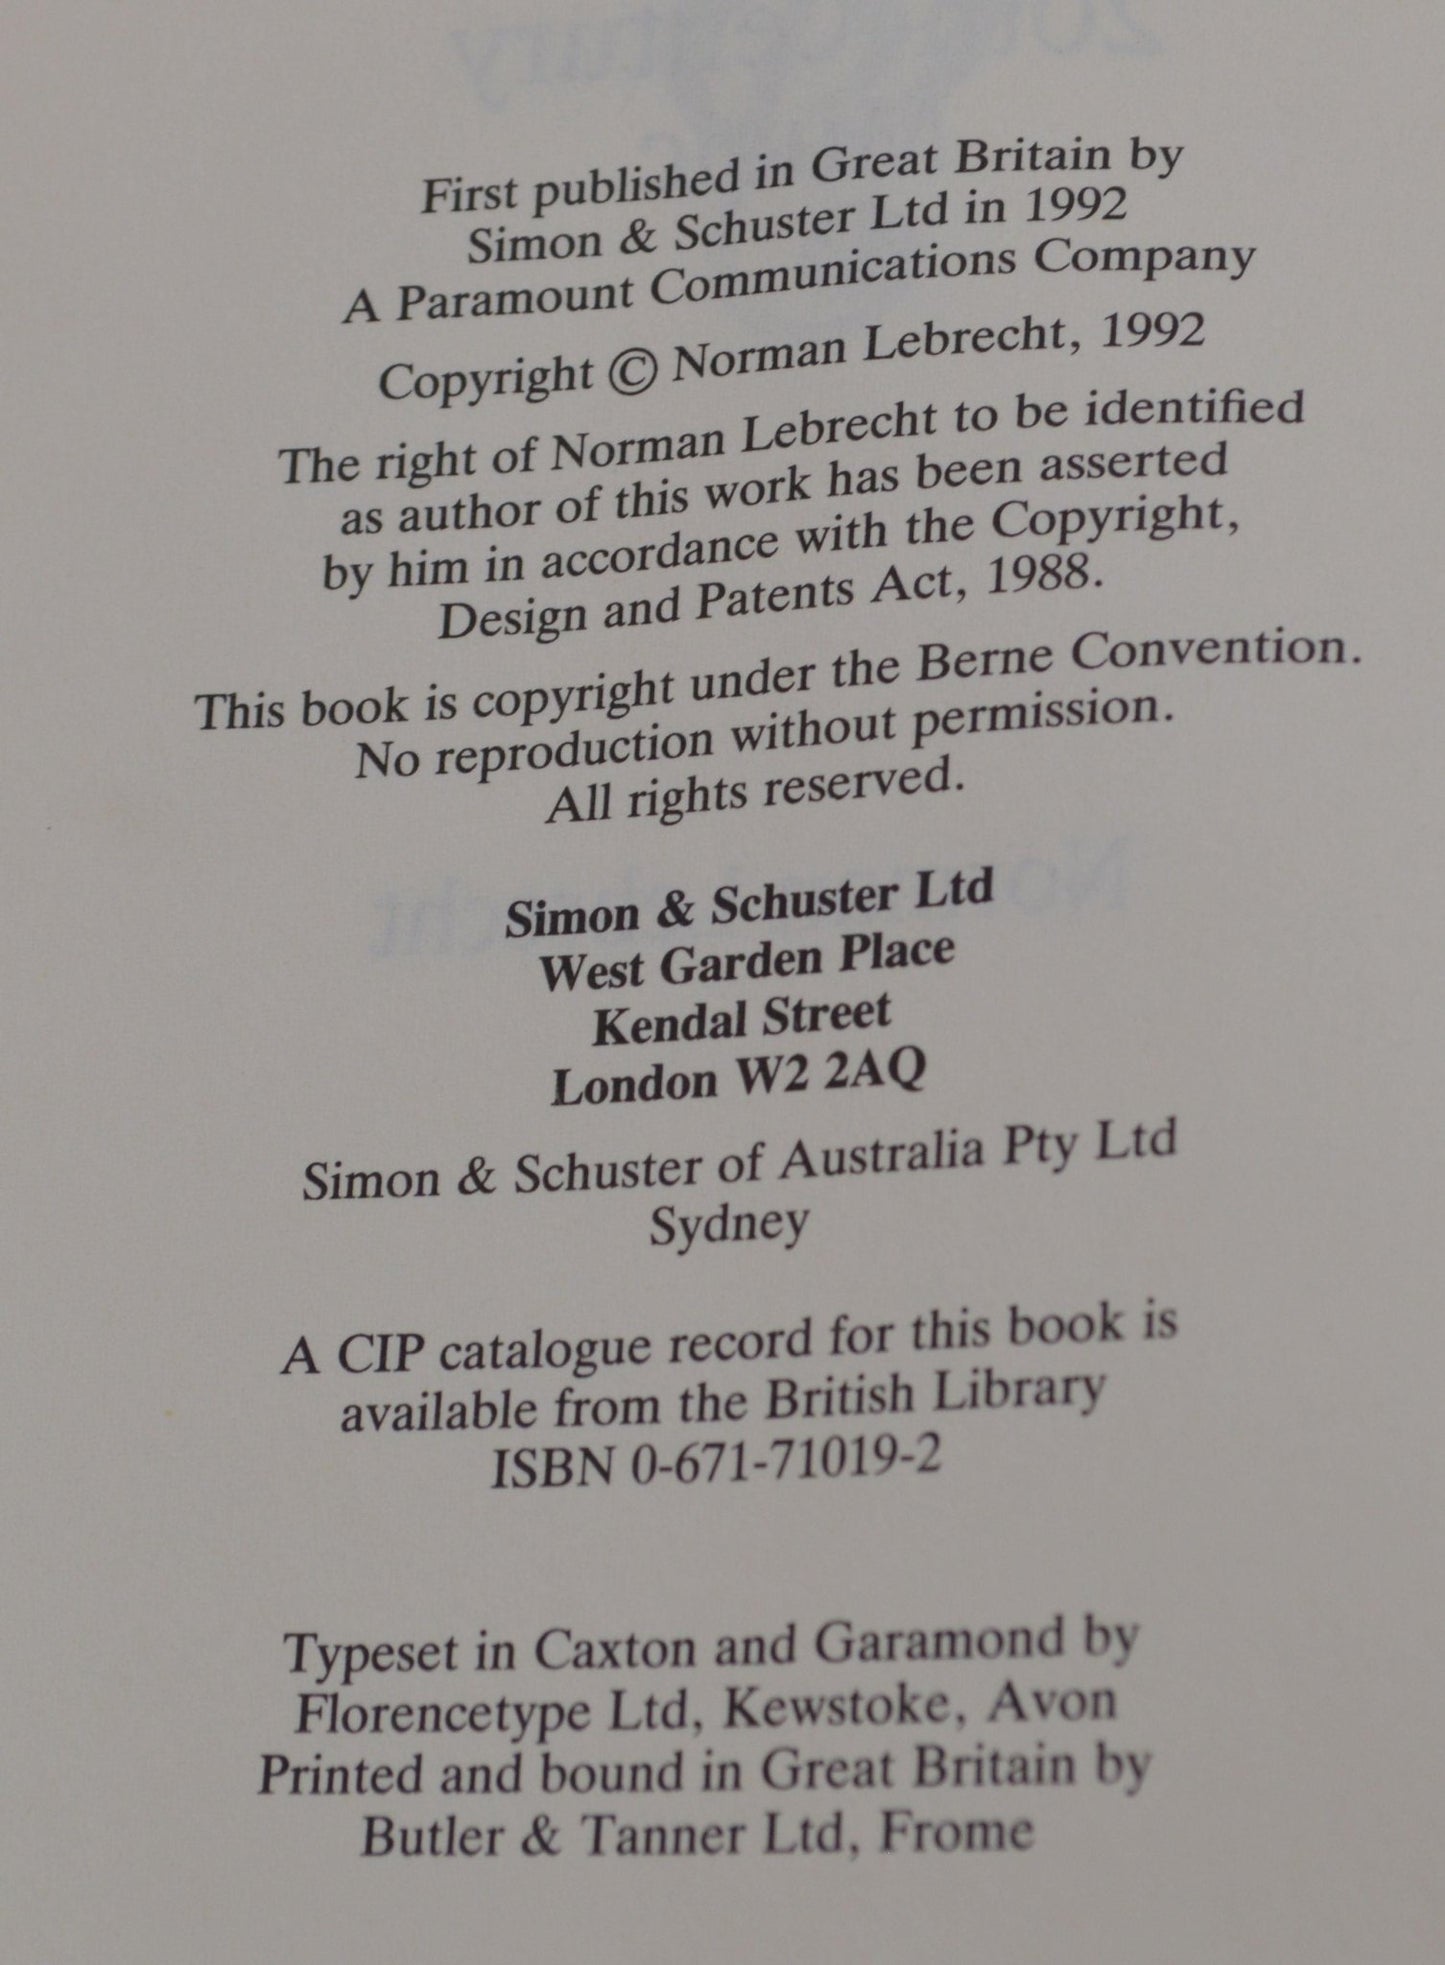 First published in Great Britain by
Simon & Schuster Ltd in 1992
A Paramount Communications Company
Copyright © Norman Lebrecht, 1992
The right of Norman Lebrecht to be identified
as author of this work has been asserted
by him in accordance with the Copyright,
Design and Patents Act, 1988.
This book is copyright under the Berne Convention.
No reproduction without permission.
All rights reserved.
Simon & Schuster Ltd
West Garden Place
Kendal Street
London W2 2AQ
Simon & Schuster of Australia Pty Ltd
Sydney
A CIP catalogue record for this book is
available from the British Library
ISBN 0-671-71019-2
Typeset in Caxton and Garamond by
Florencetype Ltd, Kewstoke, Avon
Printed and bound in Great Britain by
Butler & Tanner Ltd, Frome